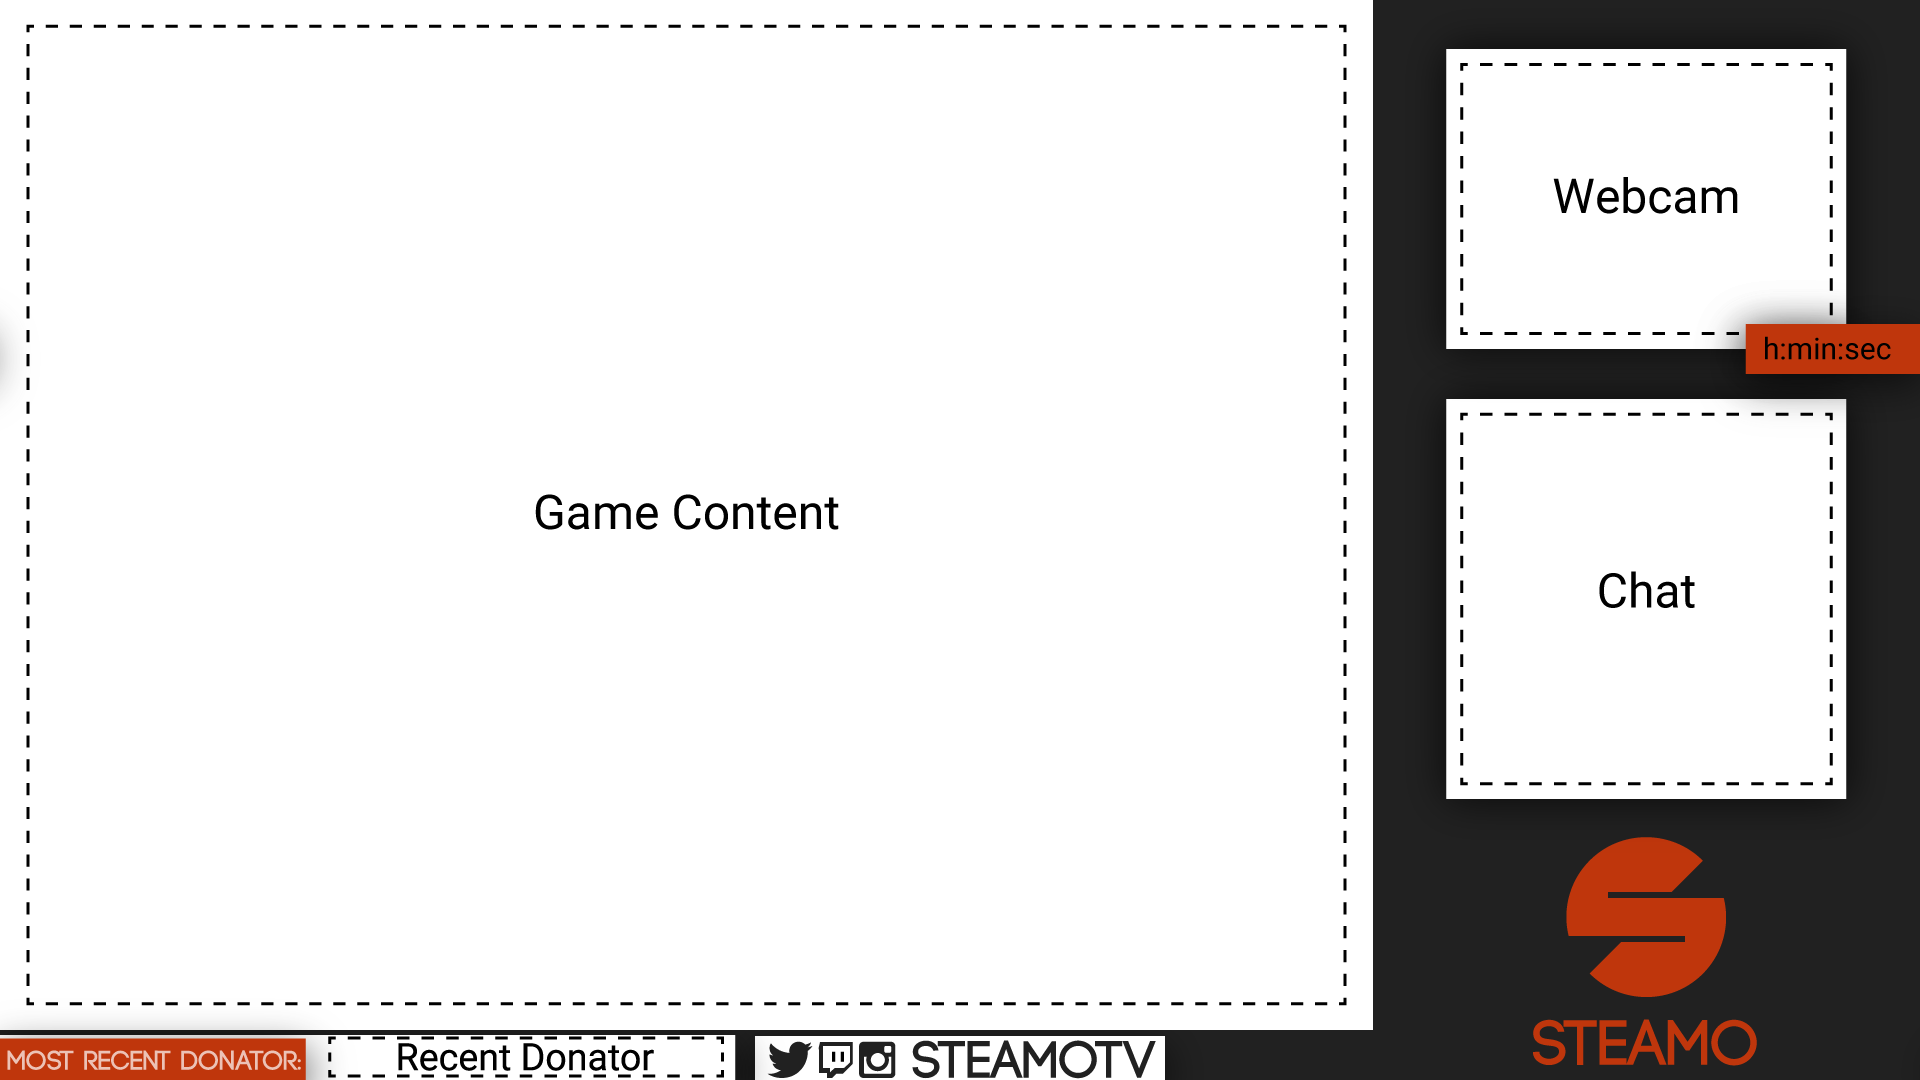 Game Content
Webcam
h:min:sec
Chat
STEAMO
MOST RECENT DONATOR:
Recent Donator
STEAMOTV